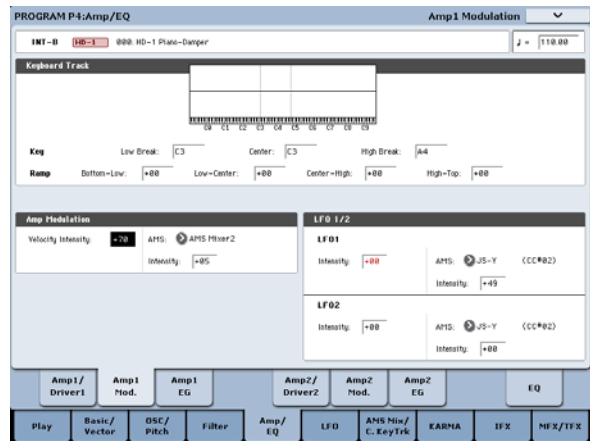 PROGRAM P4:Amp/EQ Amp1 Modulation
INT-B HD-1 000: HD-1 Piano-Damper ♩ = 110.00
Keyboard Track
C0 C1 C2 C3 C4 C5 C6 C7 C8 C9
Key Low Break: C3 Center: C3 High Break: A4
Ramp Bottom-Low: +00 Low-Center: +00 Center-High: +00 High-Top: +00
Amp Modulation LFO 1/2
Velocity Intensity: +70 AMS: AMS Mixer2
Intensity: +05
LFO1
Intensity: +00 AMS: JS-Y (CC#02)
Intensity: +49
LFO2
Intensity: +00 AMS: JS-Y (CC#02)
Intensity: +00
Amp1/ Driver1 Amp1 Mod. Amp1 EG Amp2/ Driver2 Amp2 Mod. Amp2 EG EQ
Play Basic/ Vector OSC/ Pitch Filter Amp/ EQ LFO AMS Mix/ C.KeyTrk KARMA IFX MFX/TFX